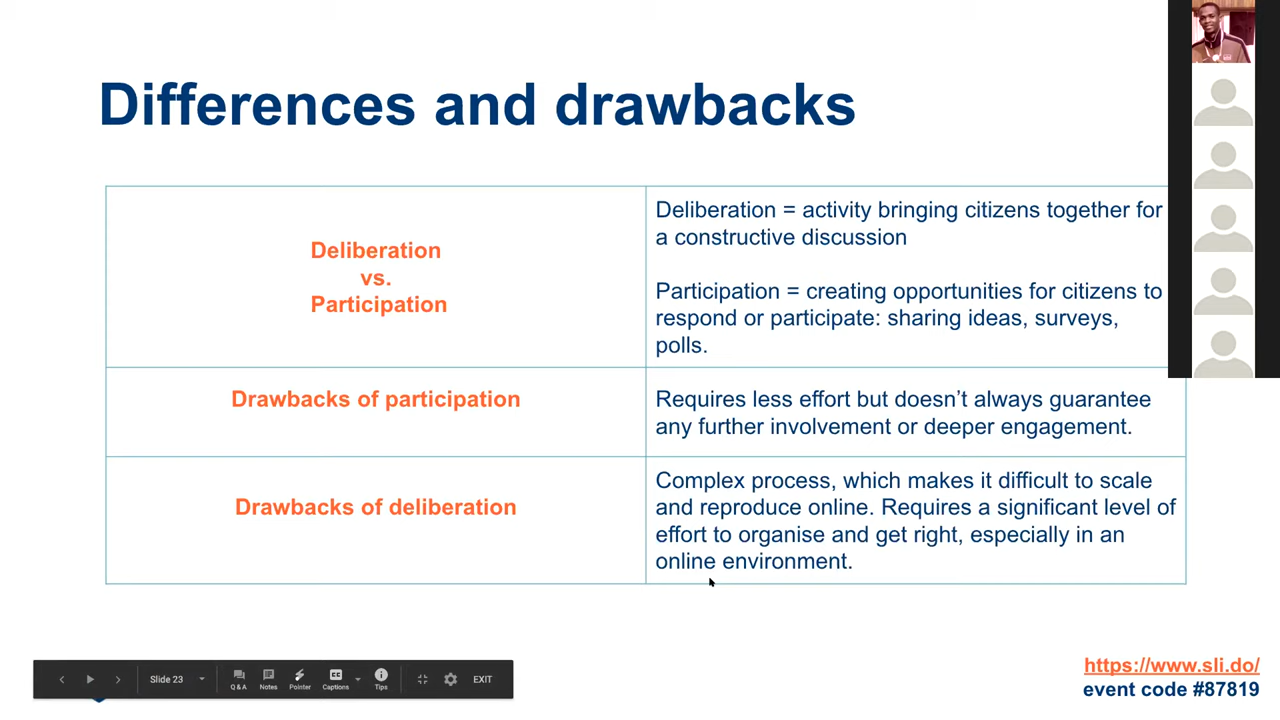 Differences and drawbacks
Deliberation
vs.
Participation
Deliberation = activity bringing citizens together for
a constructive discussion
Participation = creating opportunities for citizens to
respond or participate: sharing ideas, surveys,
polls.
Drawbacks of participation
Requires less effort but doesn’t always guarantee
any further involvement or deeper engagement.
Drawbacks of deliberation
Complex process, which makes it difficult to scale
and reproduce online. Requires a significant level of
effort to organise and get right, especially in an
online environment.
Slide 23
Q & A
Notes
Pointer
CC
Captions
Tips
EXIT
https://www.sli.do/
event code #87819